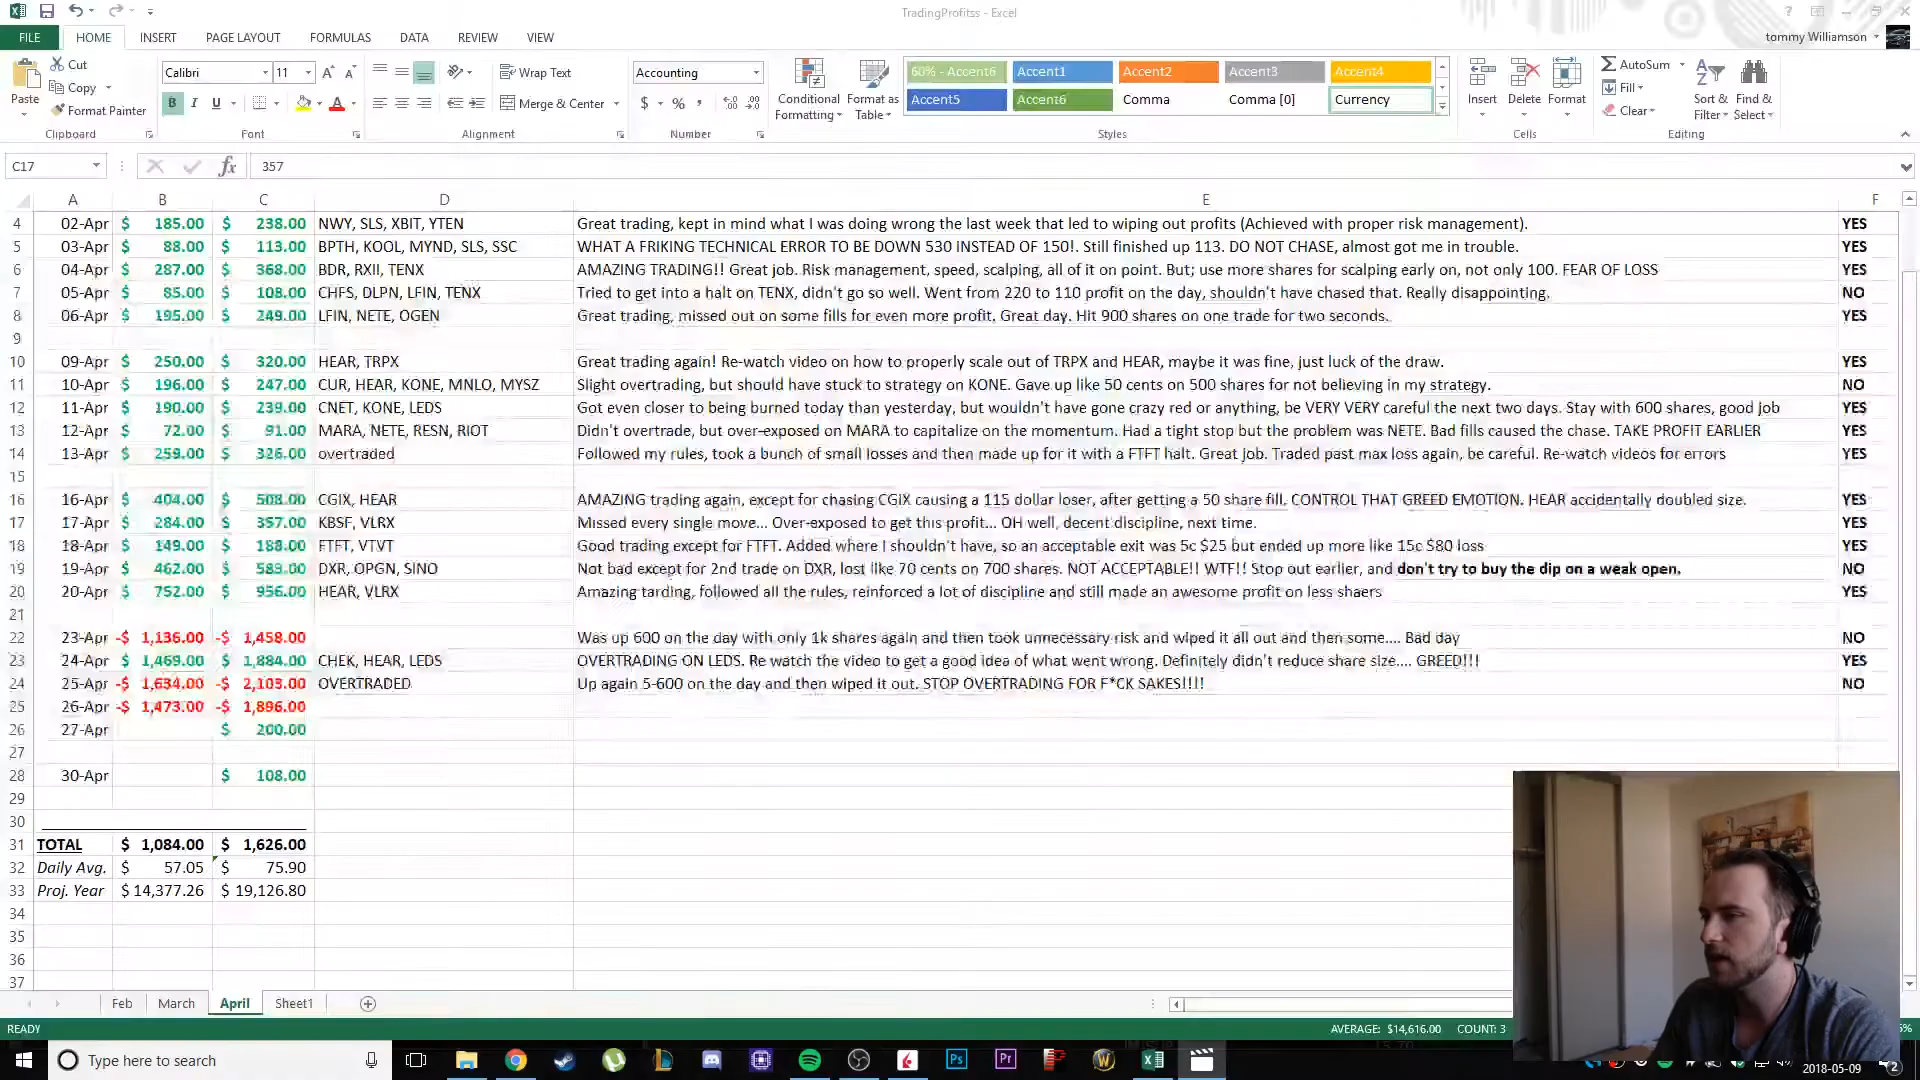 TradingProfitss - Excel
FILE HOME INSERT PAGE LAYOUT FORMULAS DATA REVIEW VIEW tommy Williamson
Paste Cut Copy Format Painter Clipboard
Calibri 11 B I U Font
Wrap Text Merge & Center Alignment
Accounting $ % , Number
Conditional Formatting Format as Table
60% - Accent6 Accent1 Accent2 Accent3 Accent4
Accent5 Accent6 Comma Comma [0] Currency
Styles
Insert Delete Format Cells
AutoSum Fill Clear Sort & Filter Find & Select Editing
C17 fx 357
A B C D E F
4 02-Apr $ 185.00 $ 238.00 NWY, SLS, XBIT, YTEN Great trading, kept in mind what I was doing wrong the last week that led to wiping out profits (Achieved with proper risk management). YES
5 03-Apr $ 88.00 $ 113.00 BPTH, KOOL, MYND, SLS, SSC WHAT A FRIKING TECHNICAL ERROR TO BE DOWN 530 INSTEAD OF 150!. Still finished up 113. DO NOT CHASE, almost got me in trouble. YES
6 04-Apr $ 287.00 $ 368.00 BDR, RXII, TENX AMAZING TRADING!! Great job. Risk management, speed, scalping, all of it on point. But; use more shares for scalping early on, not only 100. FEAR OF LOSS YES
7 05-Apr $ 85.00 $ 108.00 CHFS, DLPN, LFIN, TENX Tried to get into a halt on TENX, didn't go so well. Went from 220 to 110 profit on the day, shouldn't have chased that. Really disappointing. NO
8 06-Apr $ 195.00 $ 249.00 LFIN, NETE, OGEN Great trading, missed out on some fills for even more profit, Great day. Hit 900 shares on one trade for two seconds. YES
9
10 09-Apr $ 250.00 $ 320.00 HEAR, TRPX Great trading again! Re-watch video on how to properly scale out of TRPX and HEAR, maybe it was fine, just luck of the draw. YES
11 10-Apr $ 196.00 $ 247.00 CUR, HEAR, KONE, MNLO, MYSZ Slight overtrading, but should have stuck to strategy on KONE. Gave up like 50 cents on 500 shares for not believing in my strategy. NO
12 11-Apr $ 190.00 $ 239.00 CNET, KONE, LEDS Got even closer to being burned today than yesterday, but wouldn't have gone crazy red or anything, be VERY VERY careful the next two days. Stay with 600 shares, good job YES
13 12-Apr $ 72.00 $ 91.00 MARA, NETE, RESN, RIOT Didn't overtrade, but over-exposed on MARA to capitalize on the momentum. Had a tight stop but the problem was NETE. Bad fills caused the chase. TAKE PROFIT EARLIER YES
14 13-Apr $ 259.00 $ 326.00 overtraded Followed my rules, took a bunch of small losses and then made up for it with a FTFT halt. Great job. Traded past max loss again, be careful. Re-watch videos for errors YES
15
16 16-Apr $ 404.00 $ 508.00 CGIX, HEAR AMAZING trading again, except for chasing CGIX causing a 115 dollar loser, after getting a 50 share fill. CONTROL THAT GREED EMOTION. HEAR accidentally doubled size. YES
17 17-Apr $ 284.00 $ 357.00 KBSF, VLRX Missed every single move... Over-exposed to get this profit... OH well, decent discipline, next time. YES
18 18-Apr $ 149.00 $ 188.00 FTFT, VTVT Good trading except for FTFT. Added where I shouldn't have, so an acceptable exit was 5c $25 but ended up more like 15c $80 loss YES
19 19-Apr $ 462.00 $ 583.00 DXR, OPGN, SINO Not bad except for 2nd trade on DXR, lost like 70 cents on 700 shares. NOT ACCEPTABLE!! WTF!! Stop out earlier, and don't try to buy the dip on a weak open. NO
20 20-Apr $ 752.00 $ 956.00 HEAR, VLRX Amazing tarding, followed all the rules, reinforced a lot of discipline and still made an awesome profit on less shaers YES
21
22 23-Apr -$ 1,136.00 -$ 1,458.00 Was up 600 on the day with only 1k shares again and then took unnecessary risk and wiped it all out and then some.... Bad day NO
23 24-Apr $ 1,469.00 $ 1,884.00 CHEK, HEAR, LEDS OVERTRADING ON LEDS. Re watch the video to get a good idea of what went wrong. Definitely didn't reduce share size.... GREED!!! YES
24 25-Apr -$ 1,634.00 -$ 2,103.00 OVERTRADED Up again 5-600 on the day and then wiped it out. STOP OVERTRADING FOR F*CK SAKES!!!! NO
25 26-Apr -$ 1,473.00 -$ 1,896.00
26 27-Apr $ 200.00
27
28 30-Apr $ 108.00
29
30
31 TOTAL $ 1,084.00 $ 1,626.00
32 Daily Avg. $ 57.05 $ 75.90
33 Proj. Year $ 14,377.26 $ 19,126.80
34
35
36
37
Feb March April Sheet1
READY AVERAGE: $14,616.00 COUNT: 3
Type here to search
2018-05-09